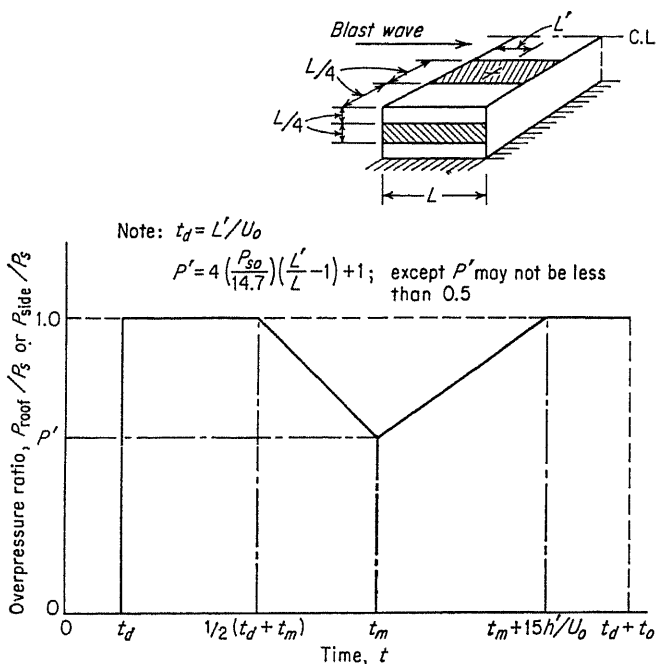 Blast wave
L'
C.L
L/4
L/4
L
Note: t_d = L'/U_o
P' = 4 (P_so/14.7)(L'/L - 1) + 1; except P' may not be less
than 0.5
Overpressure ratio, P_roof/P_s or P_side/P_s
1.0
P'
0
0 t_d 1/2 (t_d + t_m) t_m t_m + 15h'/U_o t_d + t_o
Time, t